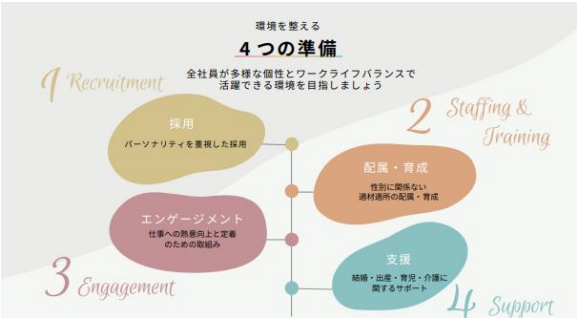 環境を整える
4つの準備
全社員が多様な個性とワークライフバランスで
活躍できる環境を目指しましょう
1 Recruitment
採用
パーソナリティを重視した採用
2 Staffing &
Training
配属・育成
性別に関係ない
適材適所の配属・育成
エンゲージメント
仕事への熱意向上と定着
のための取組み
3 Engagement
支援
結婚・出産・育児・介護に
関するサポート
4 Support